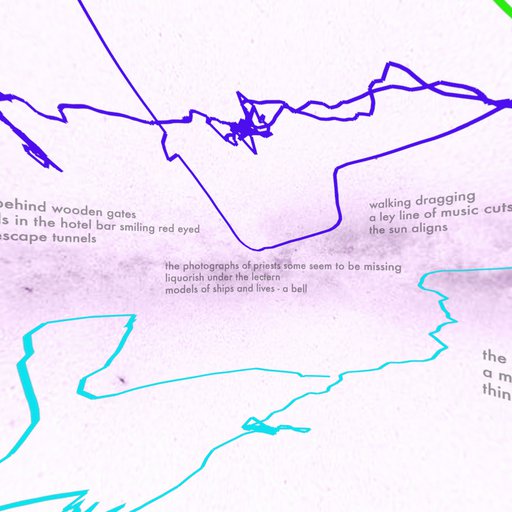 behind wooden gates
ls in the hotel bar smiling red eyed
escape tunnels
walking dragging
a ley line of music cuts
the sun aligns
the photographs of priests some seem to be missing
liquorish under the lectern
models of ships and lives - a bell
the
a m
thin